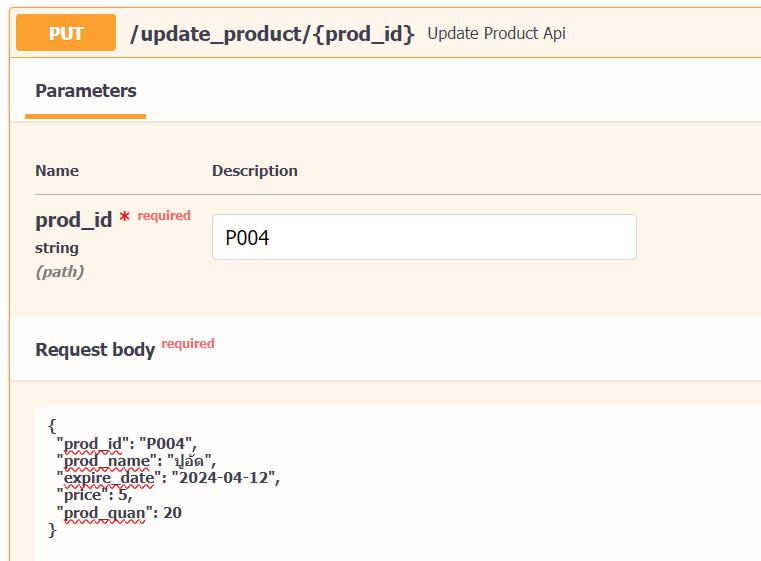 PUT /update_product/{prod_id} Update Product Api
Parameters
Name Description
prod_id * required
P004
string
(path)
Request body required
{
"prod_id": "P004",
"prod_name": "ปูอัด",
"expire_date": "2024-04-12",
"price": 5,
"prod_quan": 20
}